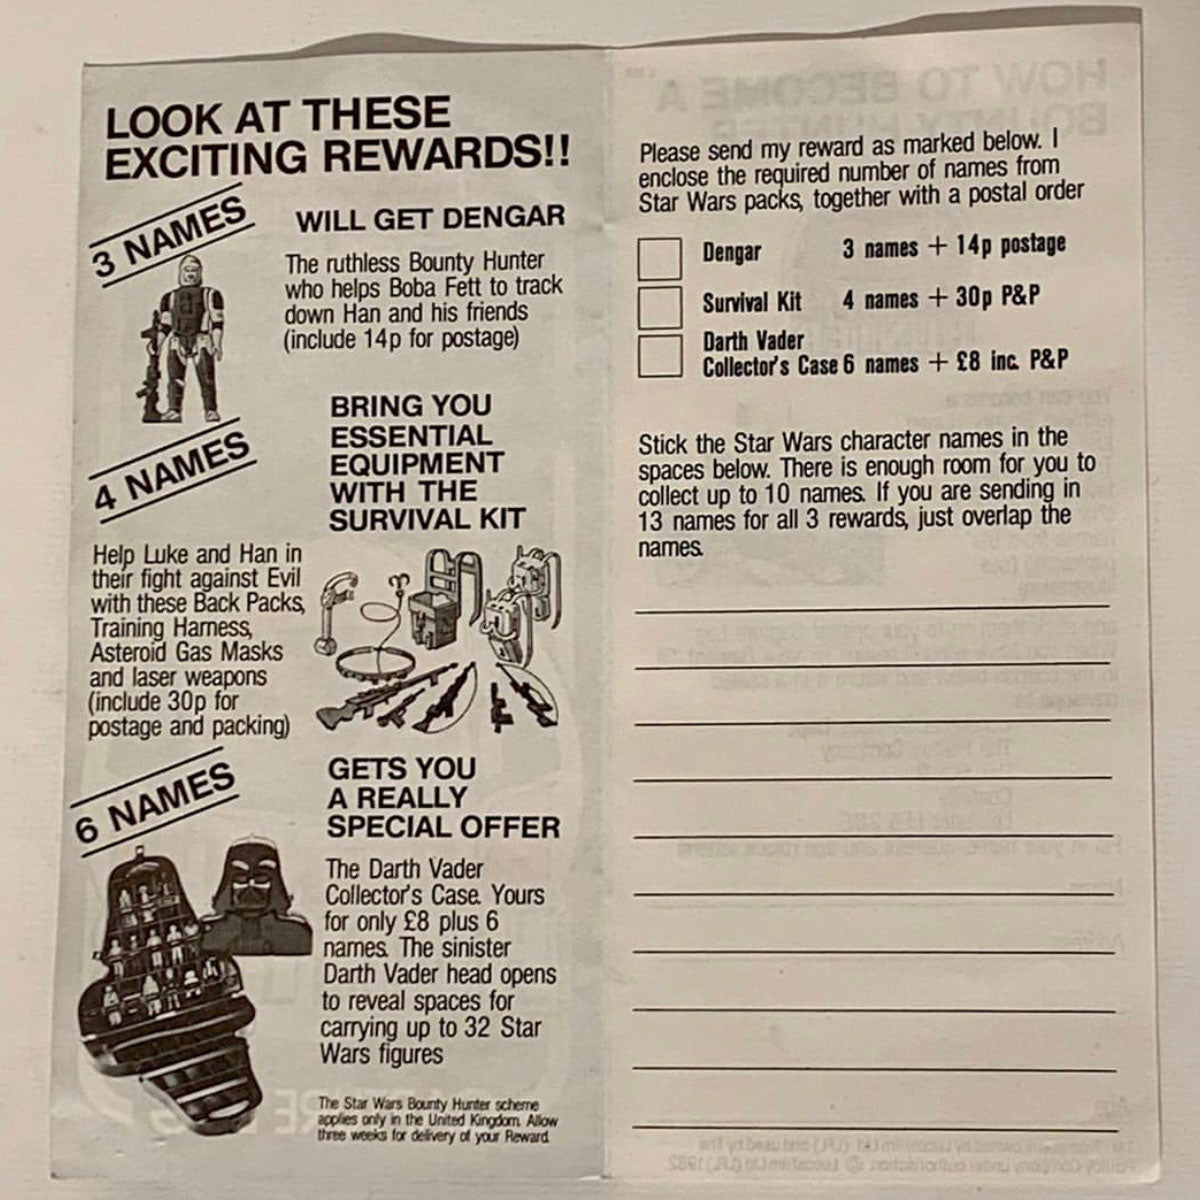 LOOK AT THESE
EXCITING REWARDS!!
3 NAMES
WILL GET DENGAR
The ruthless Bounty Hunter
who helps Boba Fett to track
down Han and his friends
(include 14p for postage)
4 NAMES
BRING YOU
ESSENTIAL
EQUIPMENT
WITH THE
SURVIVAL KIT
Help Luke and Han in
their fight against Evil
with these Back Packs,
Training Harness,
Asteroid Gas Masks
and laser weapons
(include 30p for
postage and packing)
6 NAMES
GETS YOU
A REALLY
SPECIAL OFFER
The Darth Vader
Collector's Case. Yours
for only £8 plus 6
names. The sinister
Darth Vader head opens
to reveal spaces for
carrying up to 32 Star
Wars figures
The Star Wars Bounty Hunter scheme
applies only in the United Kingdom. Allow
three weeks for delivery of your Reward.
Please send my reward as marked below. I
enclose the required number of names from
Star Wars packs, together with a postal order
Dengar 3 names + 14p postage
Survival Kit 4 names + 30p P&P
Darth Vader
Collector's Case 6 names + £8 inc. P&P
Stick the Star Wars character names in the
spaces below. There is enough room for you to
collect up to 10 names. If you are sending in
13 names for all 3 rewards, just overlap the
names.